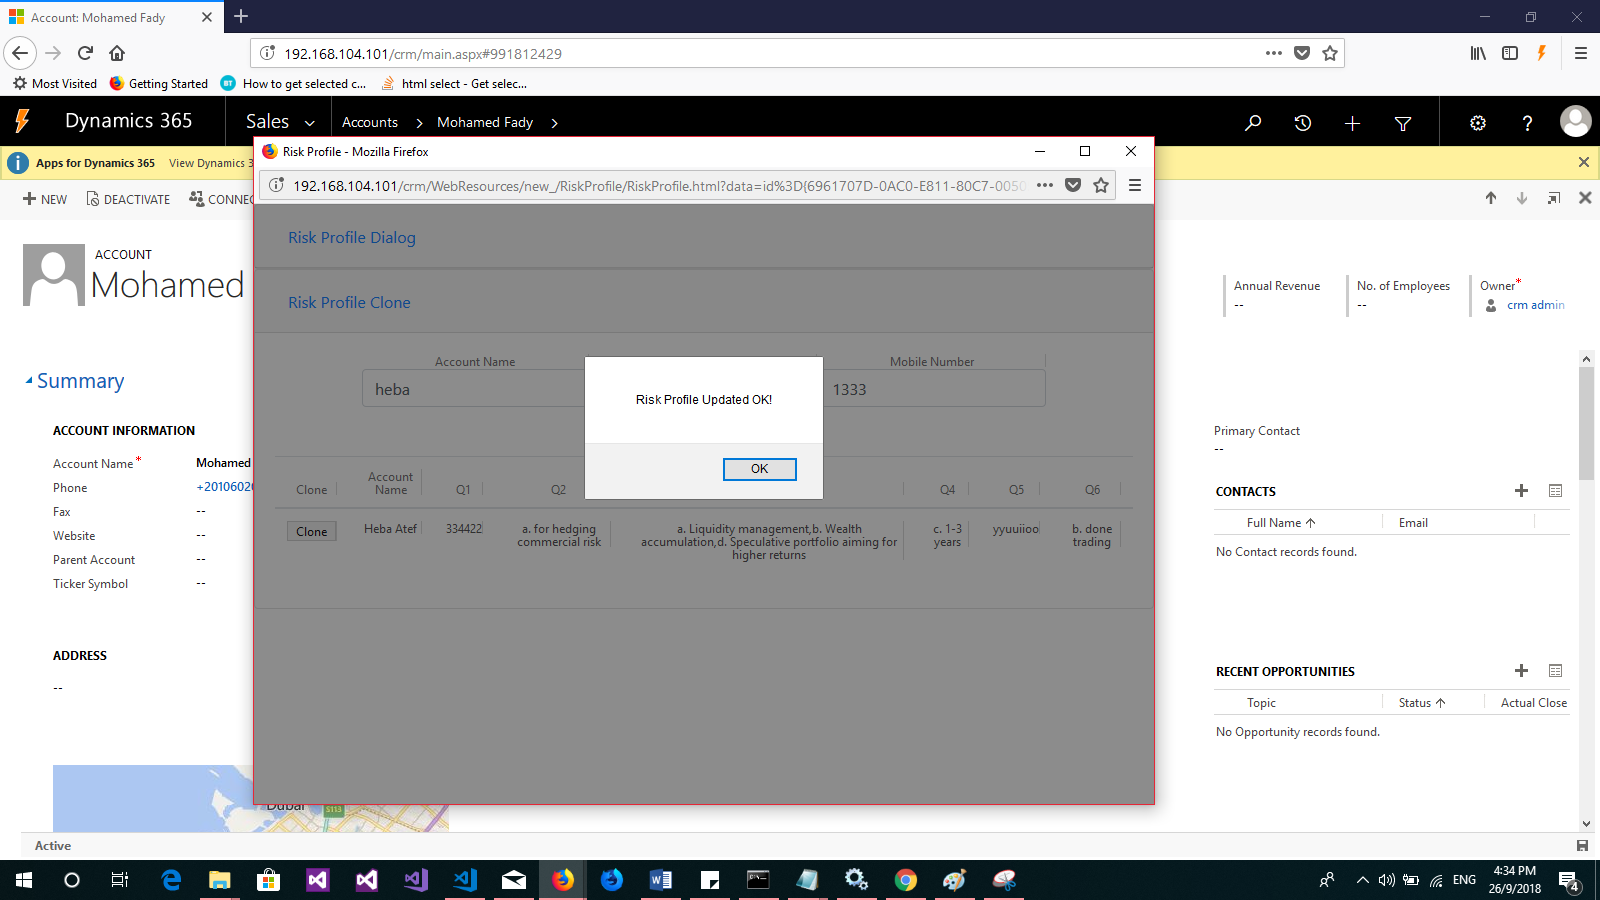 Account: Mohamed Fady
192.168.104.101/crm/main.aspx#991812429
Most Visited
Getting Started
How to get selected c...
html select - Get selec...
Dynamics 365
Sales
Accounts
Mohamed Fady
Risk Profile - Mozilla Firefox
Apps for Dynamics 365
View Dynamics 3
192.168.104.101/crm/WebResources/new_/RiskProfile/RiskProfile.html?data=id%3D{6961707D-0AC0-E811-80C7-0050
NEW
DEACTIVATE
CONNEC
Risk Profile Dialog
ACCOUNT
Mohamed
Annual Revenue
--
No. of Employees
--
Owner*
crm admin
Risk Profile Clone
Account Name
heba
Mobile Number
1333
Risk Profile Updated OK!
OK
Summary
ACCOUNT INFORMATION
Account Name*
Mohamed
Phone
+2010602
Fax
--
Website
--
Parent Account
--
Ticker Symbol
--
Clone
Account
Name
Q1
Q2
Q4
Q5
Q6
Clone
Heba Atef
334422
a. for hedging
commercial risk
a. Liquidity management,b. Wealth
accumulation,d. Speculative portfolio aiming for
higher returns
c. 1-3
years
yyuuiioo
b. done
trading
Primary Contact
--
CONTACTS
Full Name
Email
No Contact records found.
ADDRESS
--
RECENT OPPORTUNITIES
Topic
Status
Actual Close
No Opportunity records found.
Dubai
S113
Active
ENG
4:34 PM
26/9/2018
4